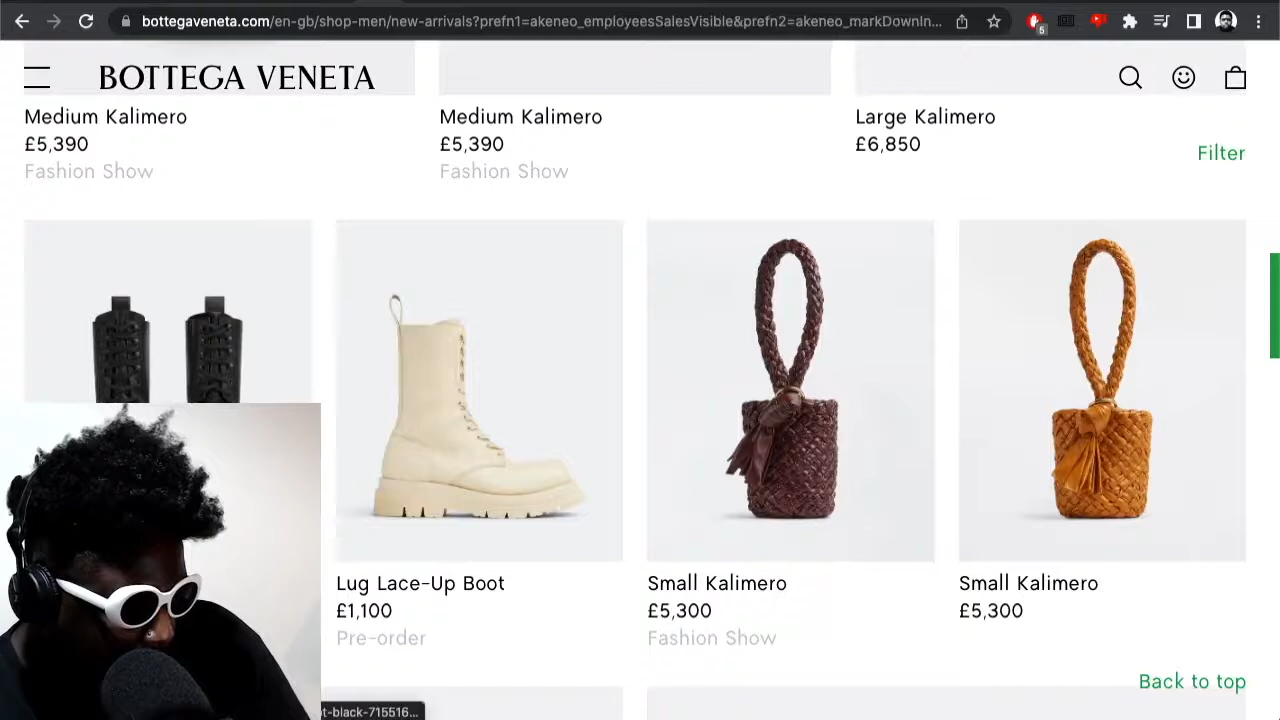 bottegaveneta.com/en-gb/shop-men/new-arrivals?prefn1=akeneo_employeesSalesVisible&prefn2=akeneo_markDownIn...
5
BOTTEGA VENETA
Medium Kalimero
£5,390
Fashion Show
Medium Kalimero
£5,390
Fashion Show
Large Kalimero
£6,850
Filter
Lug Lace-Up Boot
£1,100
Pre-order
Small Kalimero
£5,300
Fashion Show
Small Kalimero
£5,300
Back to top
t-black-715516...